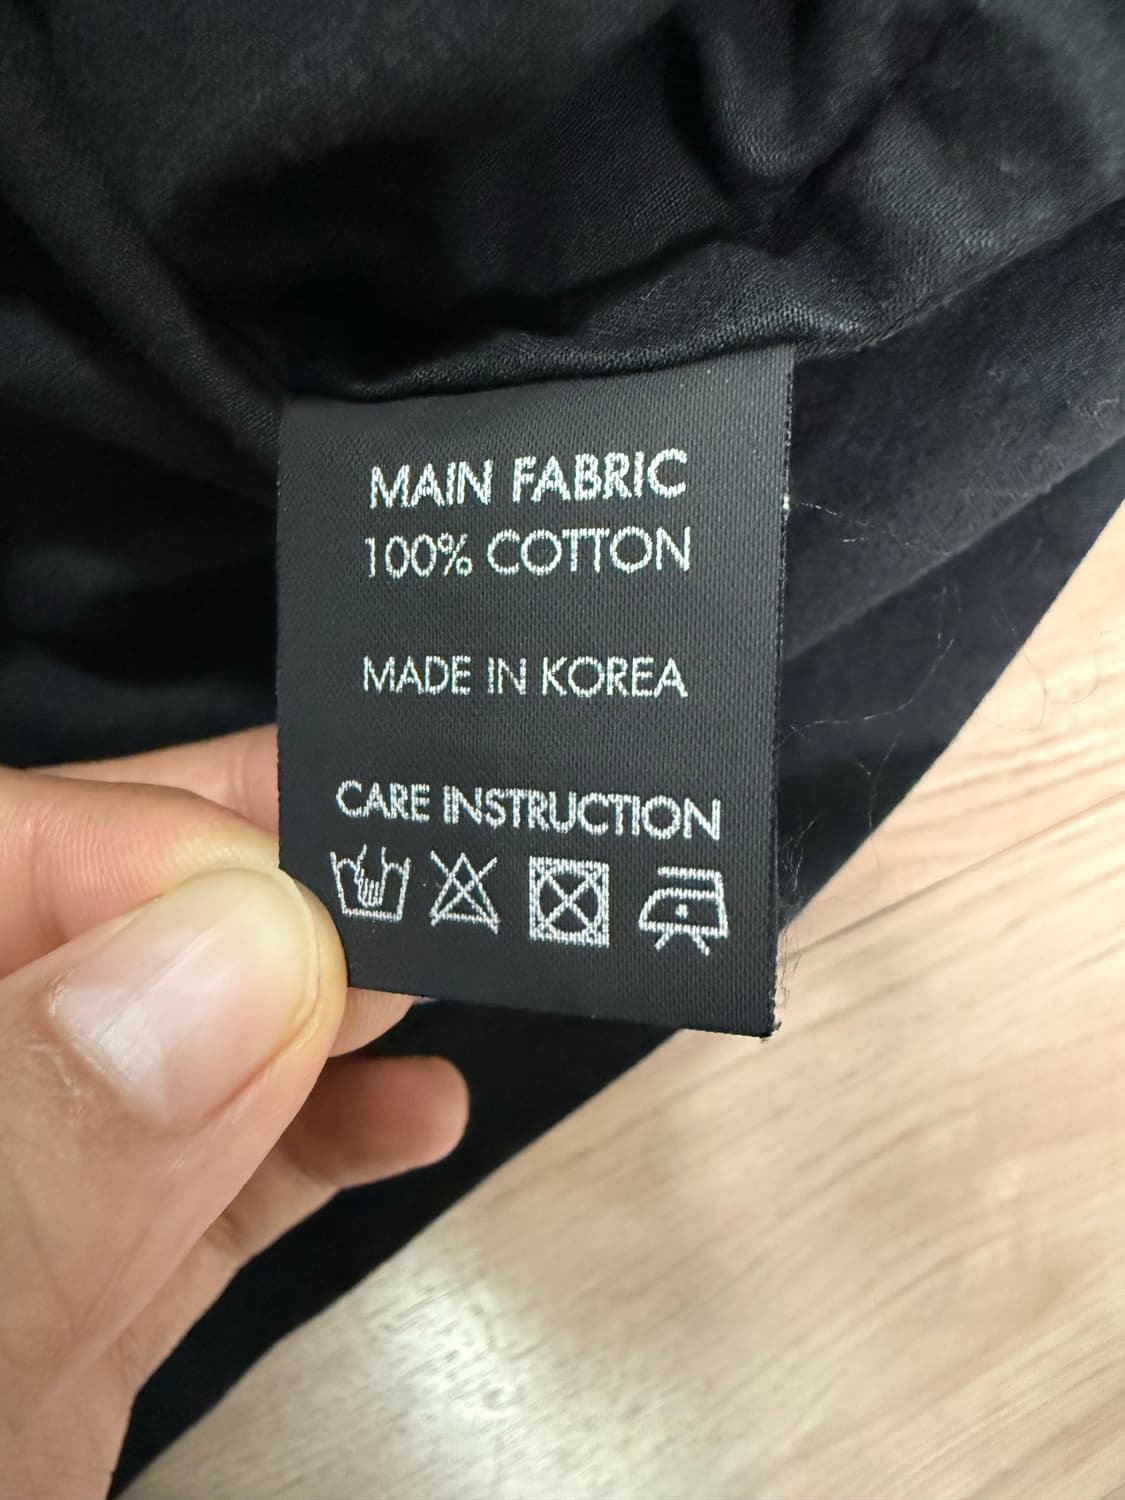 MAIN FABRIC
100% COTTON
MADE IN KOREA
CARE INSTRUCTION